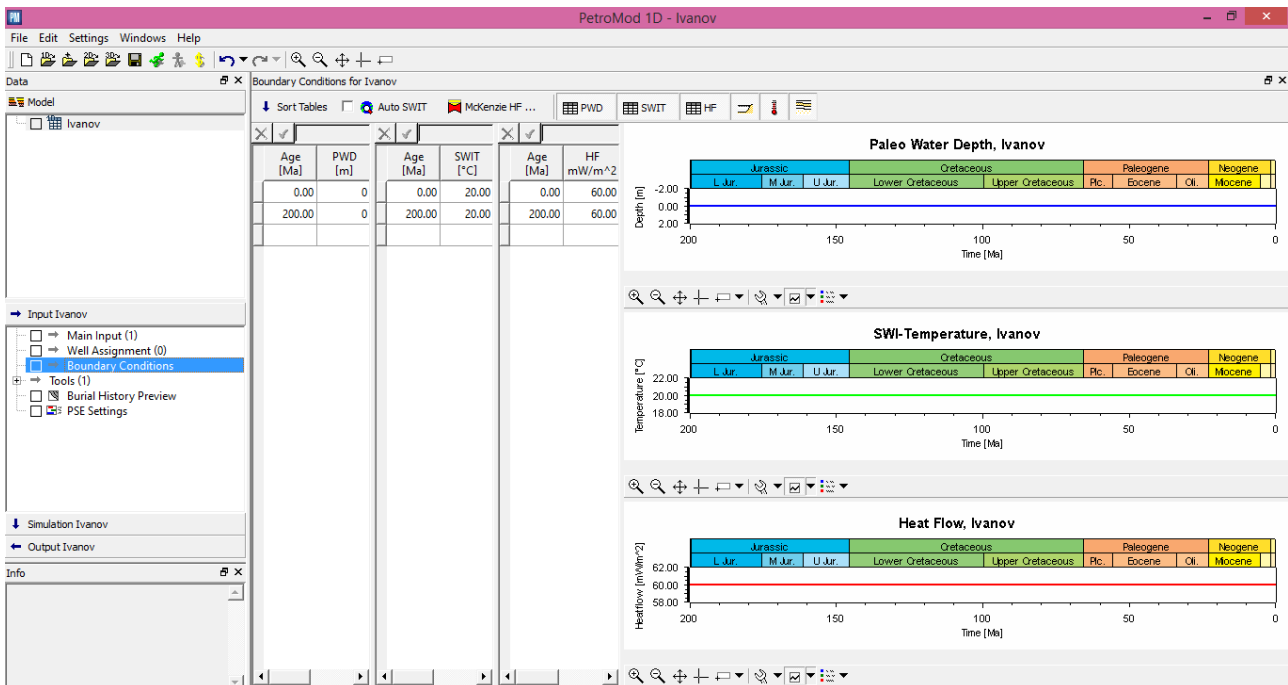 PM PetroMod 1D - Ivanov
File Edit Settings Windows Help
Data
Boundary Conditions for Ivanov
Model
1D Ivanov
Sort Tables Auto SWIT McKenzie HF ... PWD SWIT HF
Age [Ma] PWD [m]
0.00 0
200.00 0
Age [Ma] SWIT [°C]
0.00 20.00
200.00 20.00
Age [Ma] HF mW/m^2
0.00 60.00
200.00 60.00
Paleo Water Depth, Ivanov
Jurassic Cretaceous Paleogene Neogene
L Jur. M Jur. U Jur. Lower Cretaceous Upper Cretaceous Plc. Eocene Oli. Miocene
Depth [m]
-2.00
0.00
2.00
200 150 100 50 0
Time [Ma]
SWI-Temperature, Ivanov
Jurassic Cretaceous Paleogene Neogene
L Jur. M Jur. U Jur. Lower Cretaceous Upper Cretaceous Plc. Eocene Oli. Miocene
Temperature [°C]
22.00
20.00
18.00
200 150 100 50 0
Time [Ma]
Heat Flow, Ivanov
Jurassic Cretaceous Paleogene Neogene
L Jur. M Jur. U Jur. Lower Cretaceous Upper Cretaceous Plc. Eocene Oli. Miocene
Heatflow [mW/m^2]
62.00
60.00
58.00
200 150 100 50 0
Time [Ma]
Input Ivanov
Main Input (1)
Well Assignment (0)
Boundary Conditions
Tools (1)
Burial History Preview
PSE Settings
Simulation Ivanov
Output Ivanov
Info